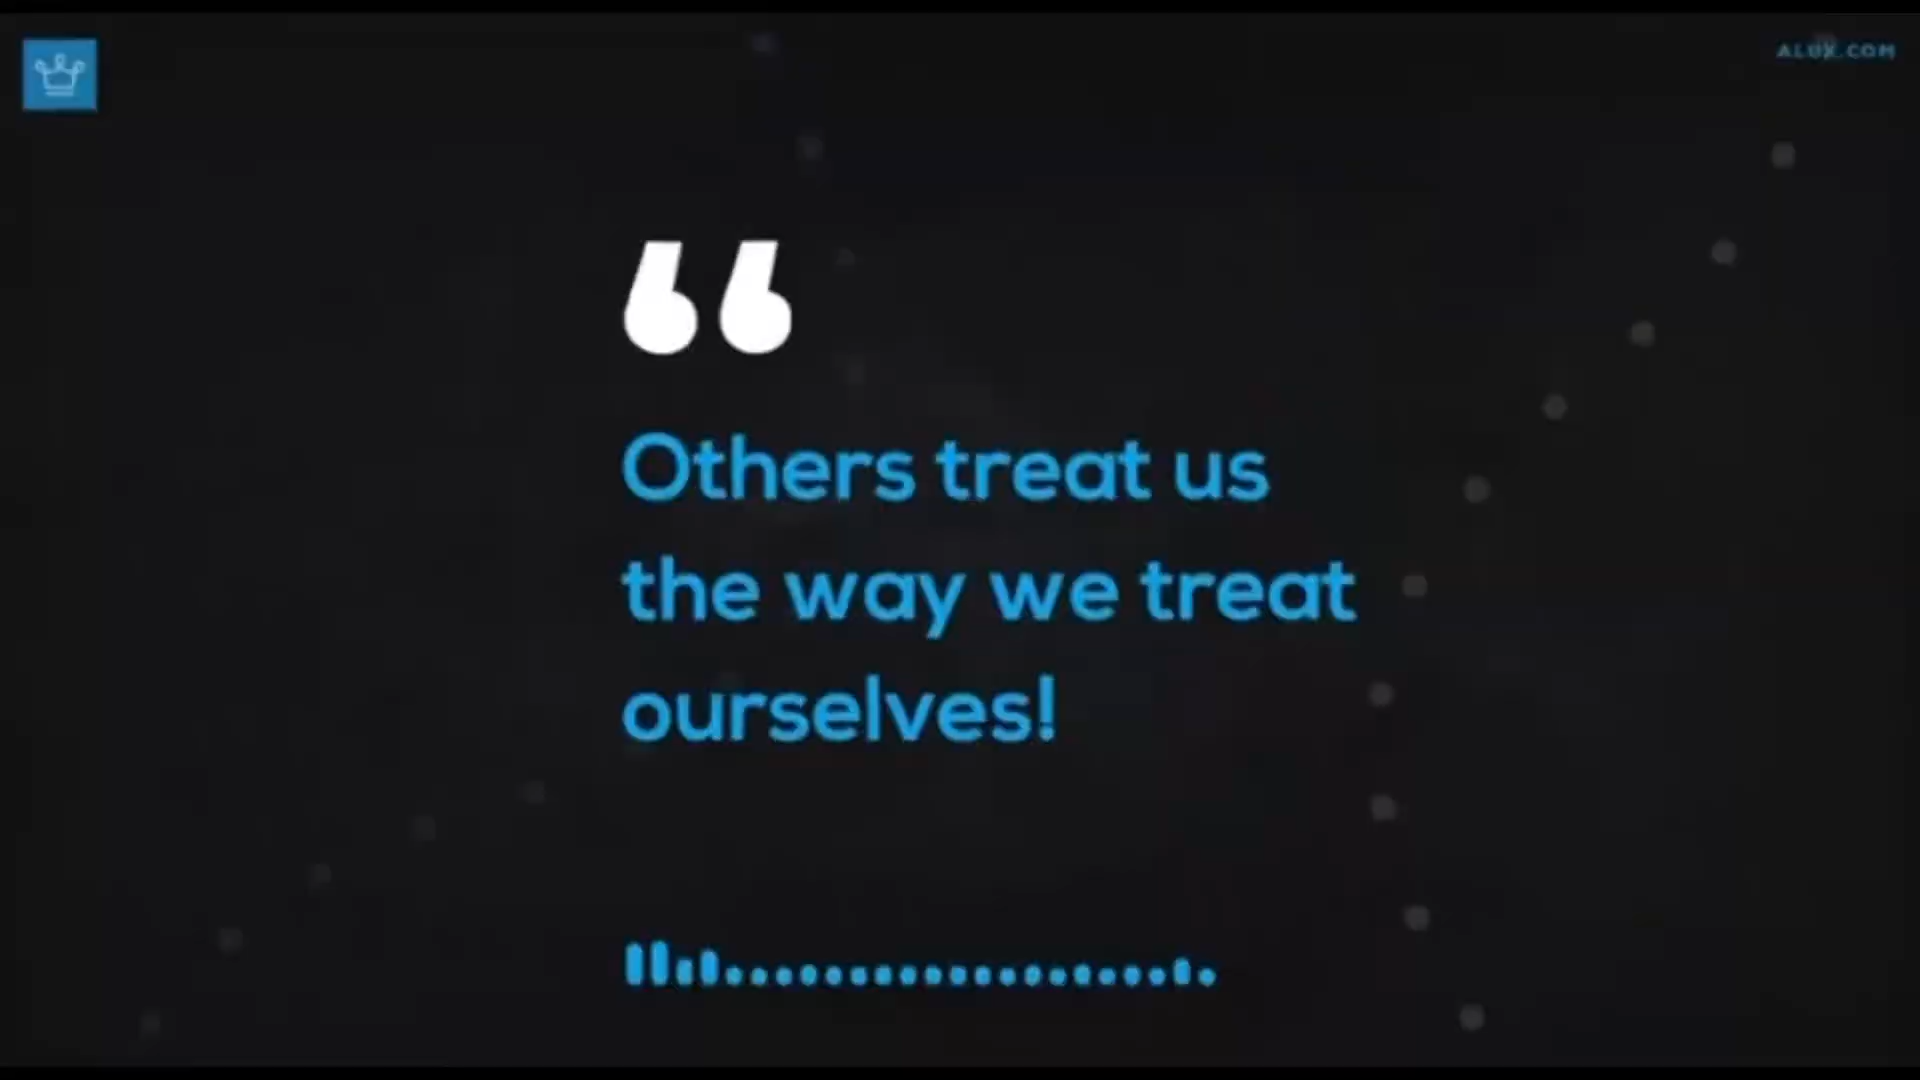 ALUX.COM
“
Others treat us
the way we treat
ourselves!